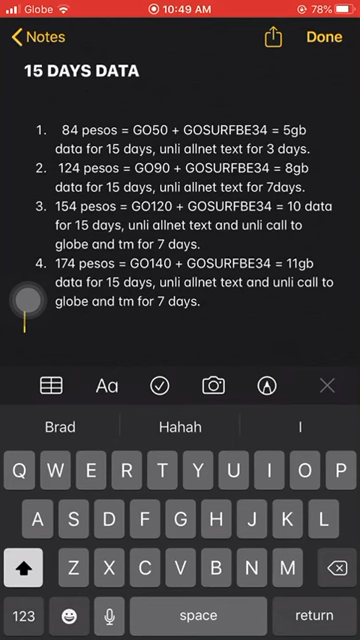 Globe
10:49 AM
78%
Notes
Done
15 DAYS DATA
1. 84 pesos = GO50 + GOSURFBE34 = 5gb
data for 15 days, unli allnet text for 3 days.
2. 124 pesos = GO90 + GOSURFBE34 = 8gb
data for 15 days, unli allnet text for 7days.
3. 154 pesos = GO120 + GOSURFBE34 = 10 data
for 15 days, unli allnet text and unli call to
globe and tm for 7 days.
4. 174 pesos = GO140 + GOSURFBE34 = 11gb
data for 15 days, unli allnet text and unli call to
globe and tm for 7 days.
Aa
Brad Hahah I
Q W E R T Y U I O P
A S D F G H J K L
Z X C V B N M
123 space return